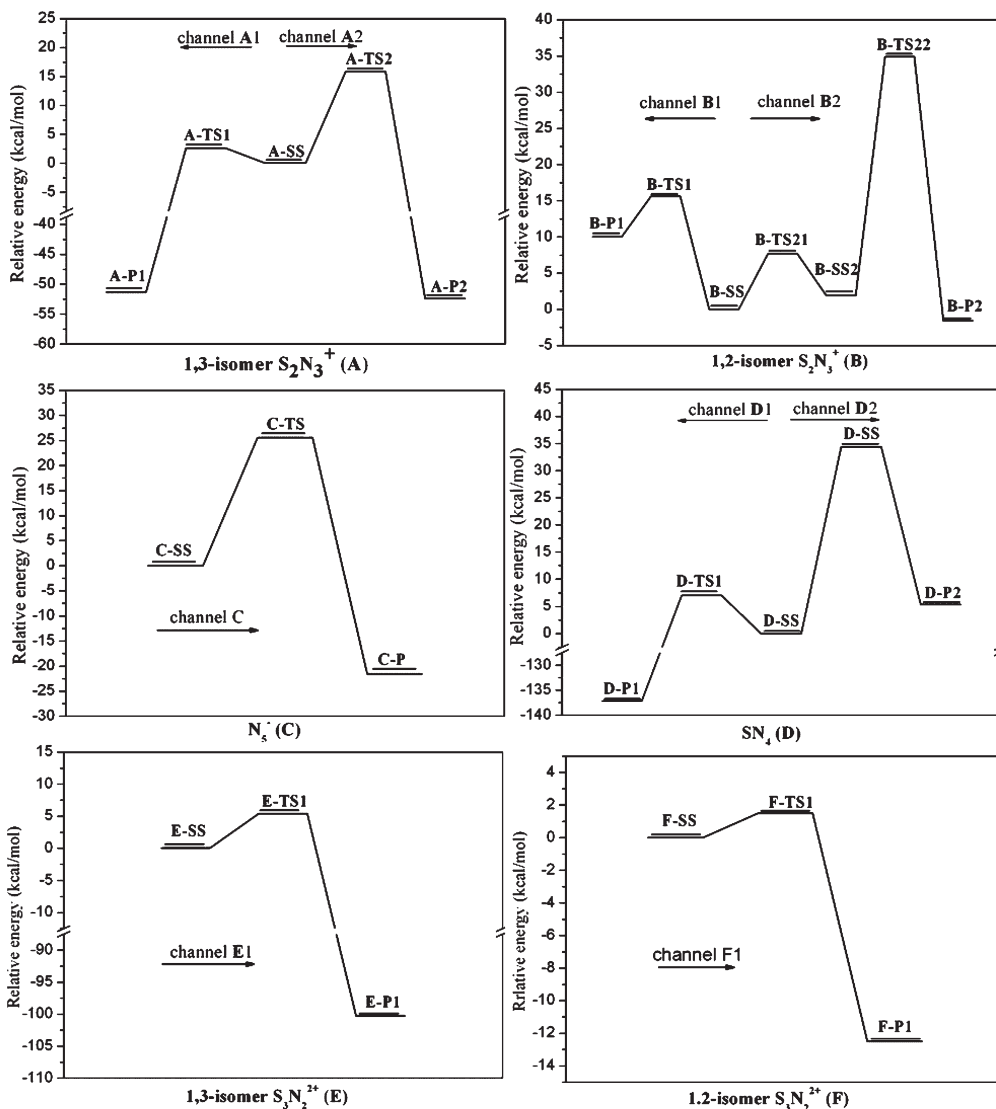 Relative energy (kcal/mol)
25
20
15
10
5
0
-5
-50
-45
-50
-55
-60
channel A1
channel A2
A-TS2
A-TS1
A-SS
A-P1
A-P2
1,3-isomer S₂N₃⁺ (A)
Relative energy (kcal/mol)
40
35
30
25
20
15
10
5
0
-5
B-TS22
channel B1
channel B2
B-TS1
B-P1
B-TS21
B-SS
B-SS2
B-P2
1,2-isomer S₂N₃⁺ (B)
Relative energy (kcal/mol)
35
30
25
20
15
10
5
0
-5
-10
-15
-20
-25
-30
C-TS
C-SS
channel C
C-P
N₅⁻ (C)
Relative energy (kcal/mol)
45
40
35
30
25
20
15
10
5
0
-130
-135
-140
channel D1
channel D2
D-SS
D-TS1
D-SS
D-P2
D-P1
SN₄ (D)
Relative energy (kcal/mol)
15
10
5
0
-5
-10
-90
-95
-100
-105
-110
E-TS1
E-SS
channel E1
E-P1
1,3-isomer S₃N₂²⁺ (E)
Rrlative energy (kcal/mol)
4
2
0
-2
-4
-6
-8
-10
-12
-14
F-TS1
F-SS
channel F1
F-P1
1.2-isomer S₃N₂²⁺ (F)